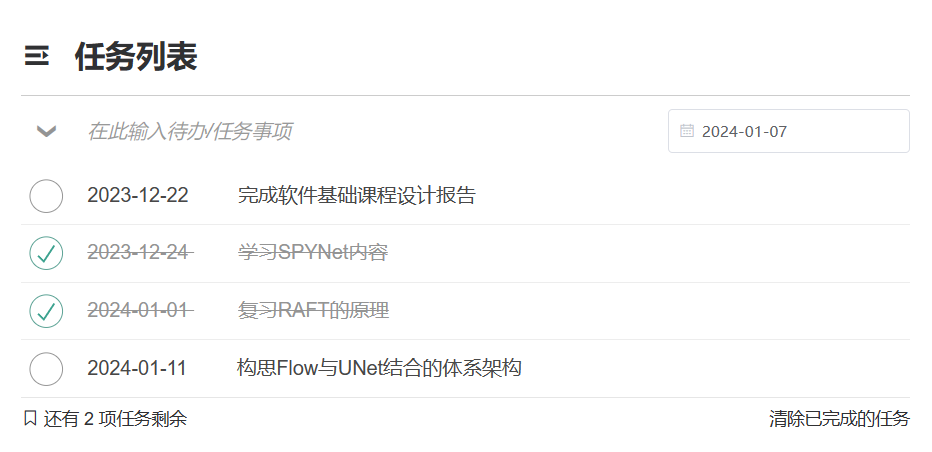 任务列表
在此输入待办/任务事项 2024-01-07
2023-12-22 完成软件基础课程设计报告
2023-12-24 学习SPYNet内容
2024-01-01 复习RAFT的原理
2024-01-11 构思Flow与UNet结合的体系架构
还有 2 项任务剩余 清除已完成的任务